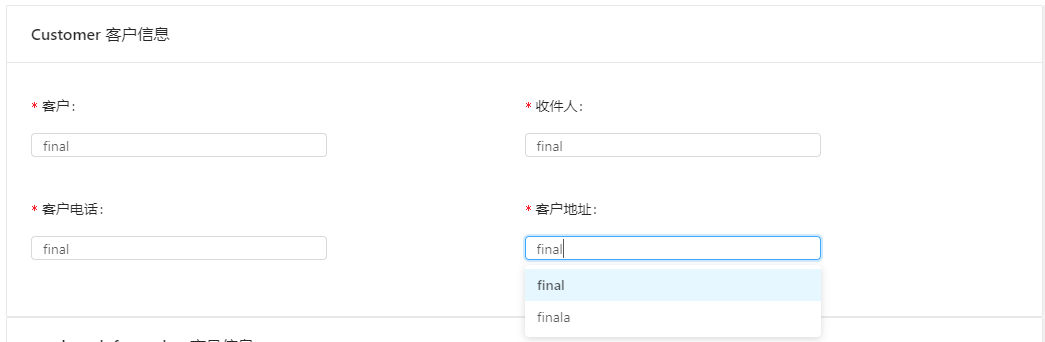 Customer 客户信息
* 客户:
* 收件人:
final
final
* 客户电话:
* 客户地址:
final
final
final
finala